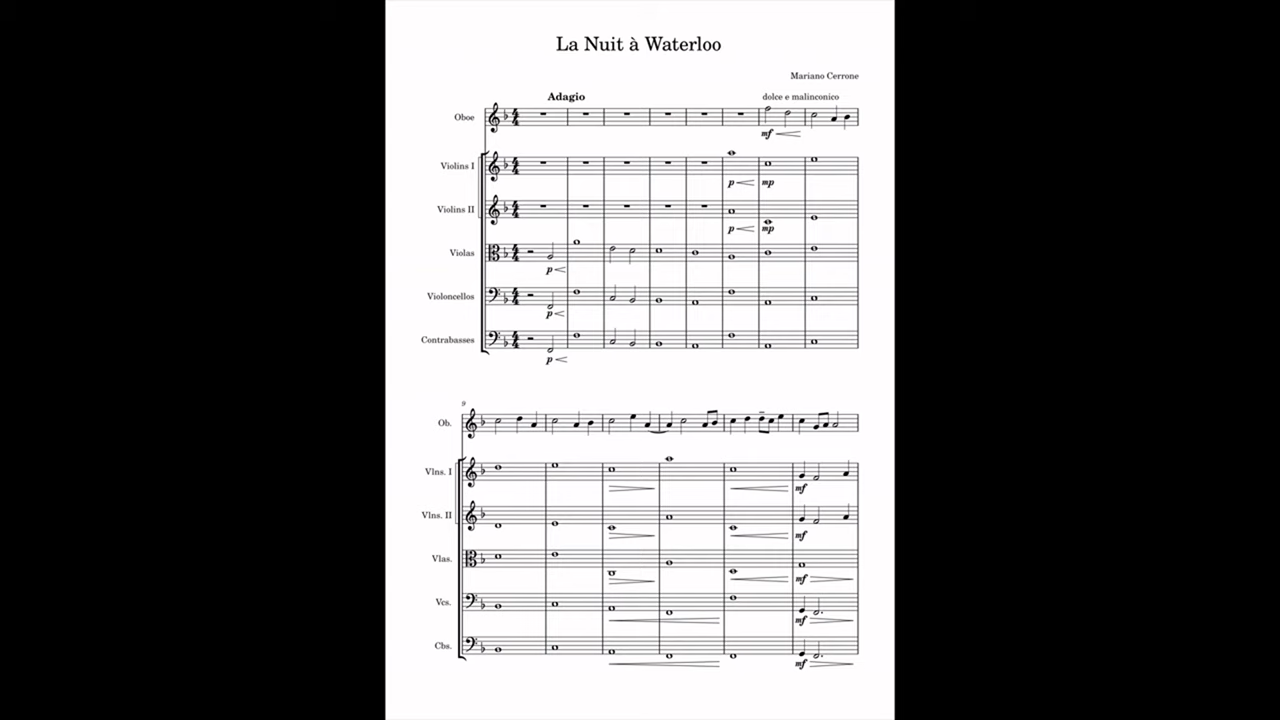 La Nuit à Waterloo
Mariano Cerrone
Adagio
dolce e malinconico
Oboe
mf
Violins I
p mp
Violins II
p mp
Violas
p
Violoncellos
p
Contrabasses
p
9
Ob.
Vlns. I
mf
Vlns. II
mf
Vlas.
mf
Vcs.
mf
Cbs.
mf